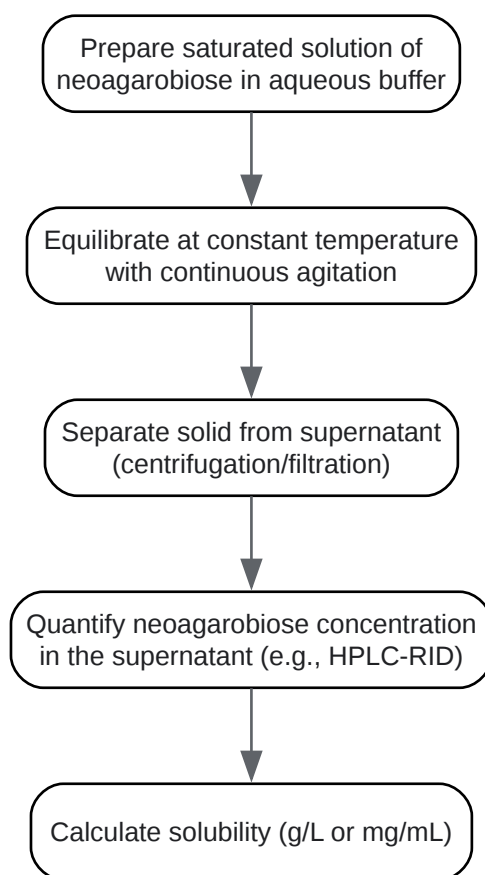 Prepare saturated solution of
neoagarobiose in aqueous buffer
Equilibrate at constant temperature
with continuous agitation
Separate solid from supernatant
(centrifugation/filtration)
Quantify neoagarobiose concentration
in the supernatant (e.g., HPLC-RID)
Calculate solubility (g/L or mg/mL)